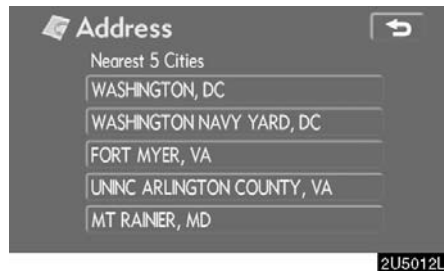 Address
Nearest 5 Cities
WASHINGTON, DC
WASHINGTON NAVY YARD, DC
FORT MYER, VA
UNINC ARLINGTON COUNTY, VA
MT RAINIER, MD
2U5012L